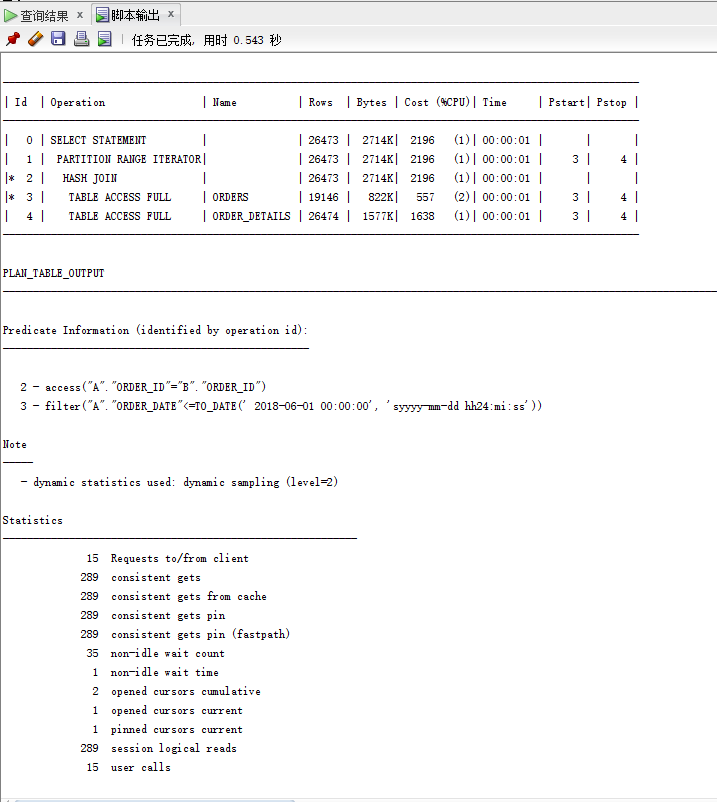 查询结果 x 脚本输出 x
任务已完成, 用时 0.543 秒
| Id | Operation | Name | Rows | Bytes | Cost (%CPU)| Time | Pstart| Pstop |
| 0 | SELECT STATEMENT | | 26473 | 2714K| 2196 (1)| 00:00:01 | | |
| 1 | PARTITION RANGE ITERATOR| | 26473 | 2714K| 2196 (1)| 00:00:01 | 3 | 4 |
|* 2 | HASH JOIN | | 26473 | 2714K| 2196 (1)| 00:00:01 | | |
|* 3 | TABLE ACCESS FULL | ORDERS | 19146 | 822K| 557 (2)| 00:00:01 | 3 | 4 |
| 4 | TABLE ACCESS FULL | ORDER_DETAILS | 26474 | 1577K| 1638 (1)| 00:00:01 | 3 | 4 |
PLAN_TABLE_OUTPUT
Predicate Information (identified by operation id):
2 - access("A"."ORDER_ID"="B"."ORDER_ID")
3 - filter("A"."ORDER_DATE"<=TO_DATE(' 2018-06-01 00:00:00', 'syyyy-mm-dd hh24:mi:ss'))
Note
-----
- dynamic statistics used: dynamic sampling (level=2)
Statistics
15 Requests to/from client
289 consistent gets
289 consistent gets from cache
289 consistent gets pin
289 consistent gets pin (fastpath)
35 non-idle wait count
1 non-idle wait time
2 opened cursors cumulative
1 opened cursors current
1 pinned cursors current
289 session logical reads
15 user calls